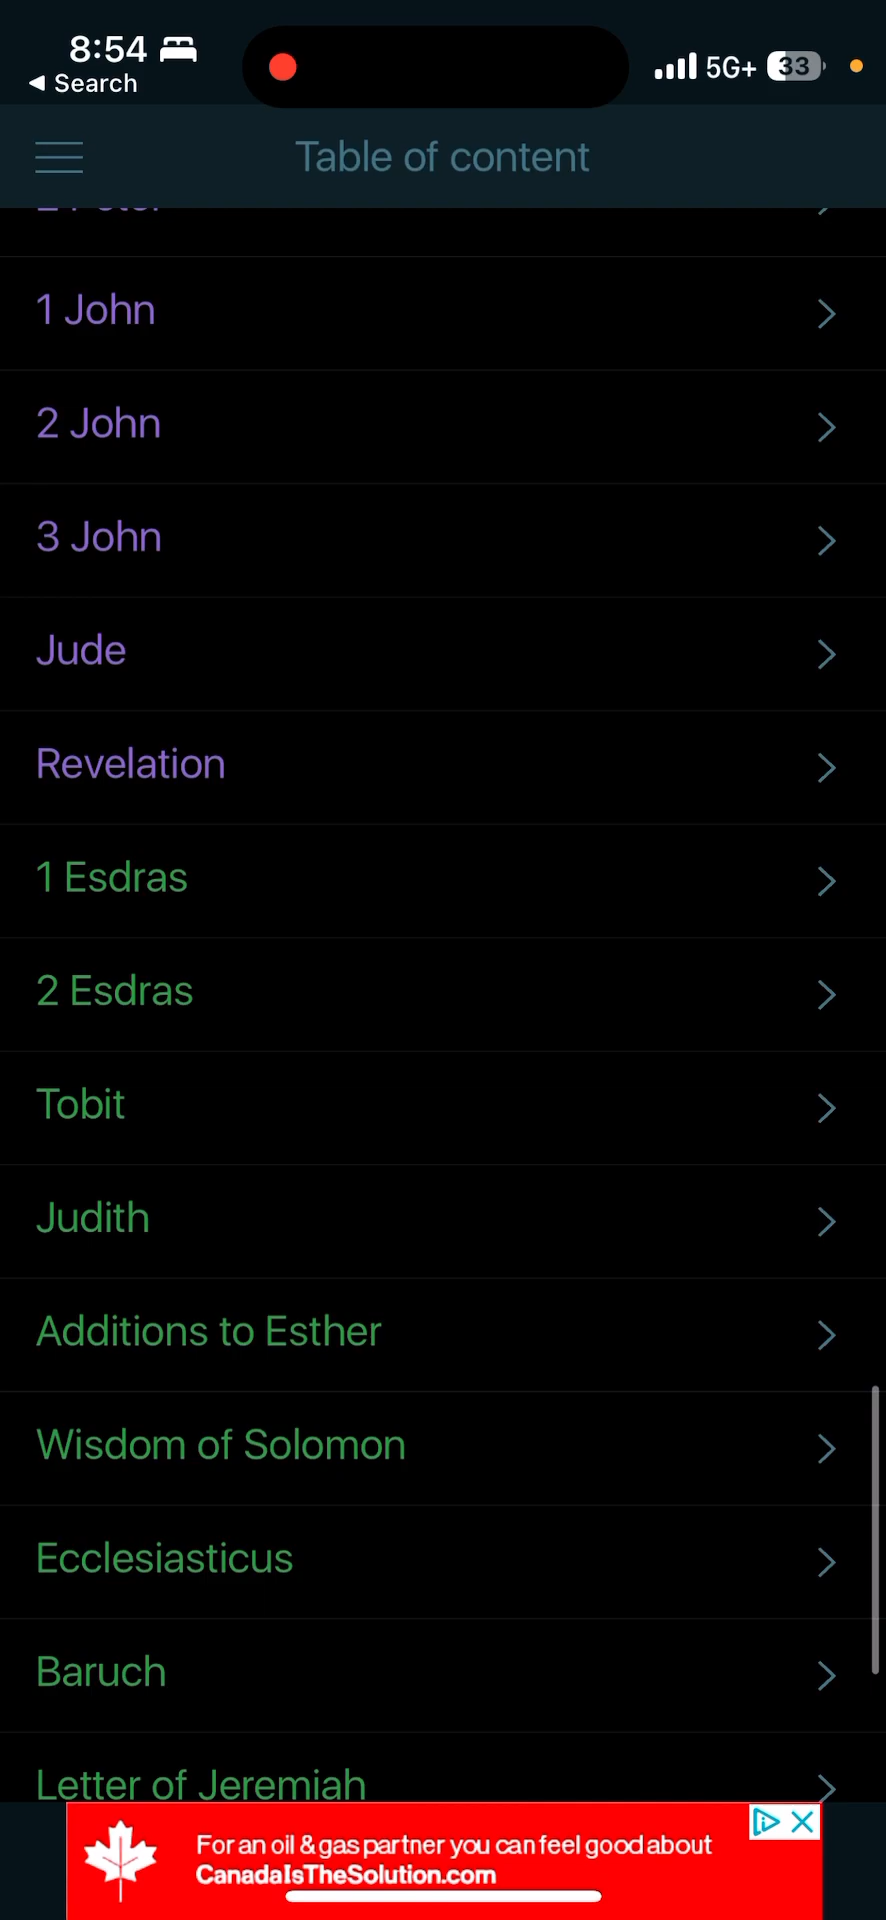 8:54
Search
5G+
33
Table of content
1 John
2 John
3 John
Jude
Revelation
1 Esdras
2 Esdras
Tobit
Judith
Additions to Esther
Wisdom of Solomon
Ecclesiasticus
Baruch
Letter of Jeremiah
For an oil & gas partner you can feel good about
CanadaIsTheSolution.com